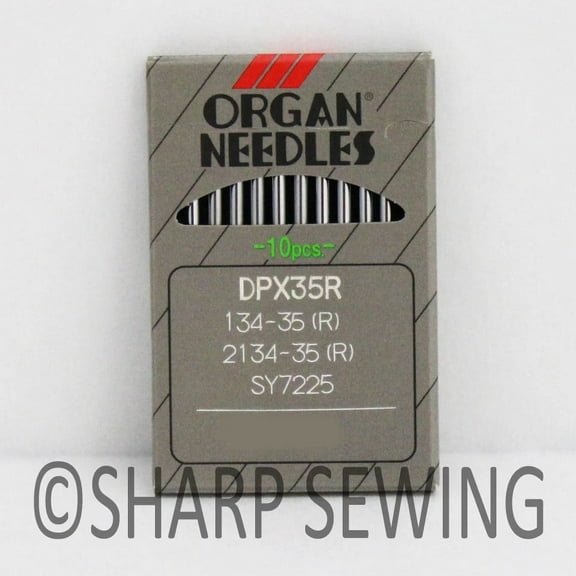 ORGAN®
NEEDLES
-10pcs.-
DPX35R
134-35 (R)
2134-35 (R)
SY7225
©SHARP SEWING